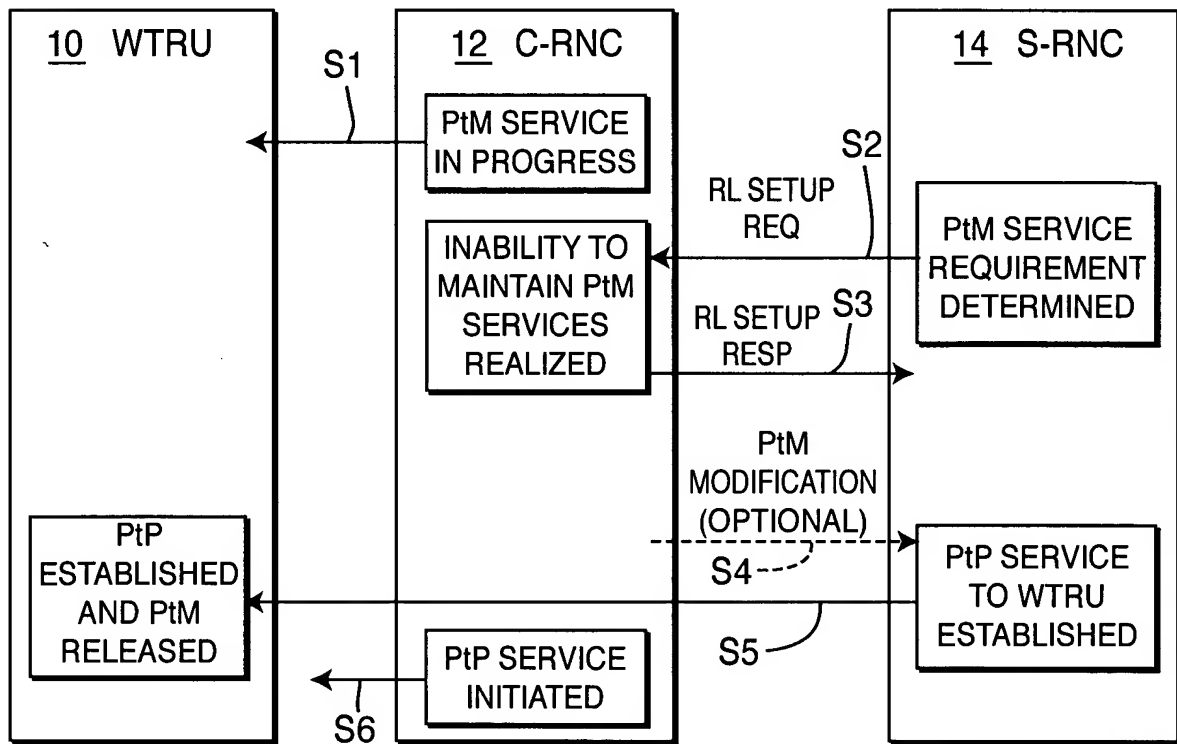 10 WTRU
12 C-RNC
14 S-RNC
S1
PtM SERVICE
IN PROGRESS
S2
RL SETUP
REQ
PtM SERVICE
REQUIREMENT
DETERMINED
INABILITY TO
MAINTAIN PtM
SERVICES
REALIZED
RL SETUP
RESP
S3
PtM
MODIFICATION
(OPTIONAL)
S4
PtP
ESTABLISHED
AND PtM
RELEASED
PtP SERVICE
TO WTRU
ESTABLISHED
S5
PtP SERVICE
INITIATED
S6